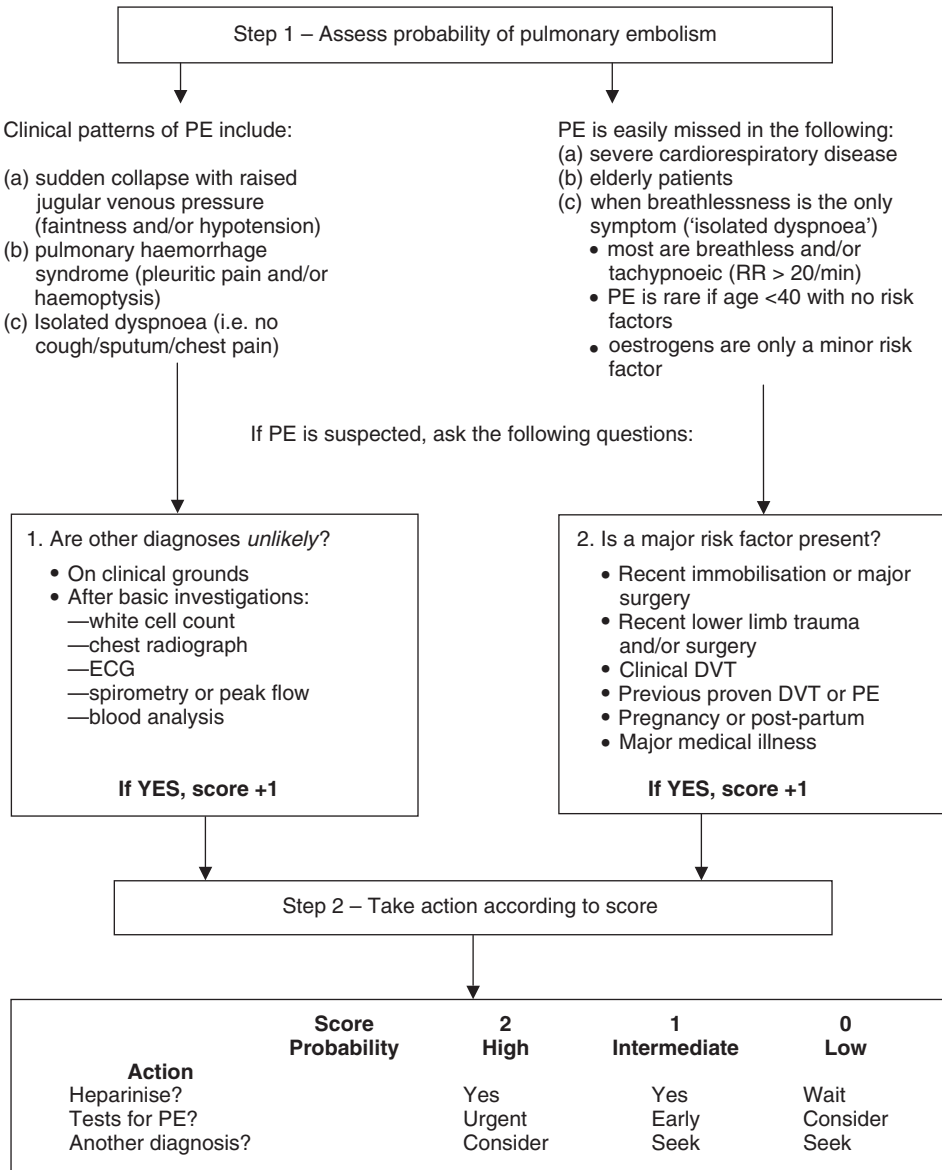 Step 1 – Assess probability of pulmonary embolism
Clinical patterns of PE include:
(a) sudden collapse with raised
jugular venous pressure
(faintness and/or hypotension)
(b) pulmonary haemorrhage
syndrome (pleuritic pain and/or
haemoptysis)
(c) Isolated dyspnoea (i.e. no
cough/sputum/chest pain)
PE is easily missed in the following:
(a) severe cardiorespiratory disease
(b) elderly patients
(c) when breathlessness is the only
symptom (‘isolated dyspnoea’)
• most are breathless and/or
tachypnoeic (RR > 20/min)
• PE is rare if age <40 with no risk
factors
• oestrogens are only a minor risk
factor
If PE is suspected, ask the following questions:
1. Are other diagnoses unlikely?
• On clinical grounds
• After basic investigations:
—white cell count
—chest radiograph
—ECG
—spirometry or peak flow
—blood analysis
If YES, score +1
2. Is a major risk factor present?
• Recent immobilisation or major
surgery
• Recent lower limb trauma
and/or surgery
• Clinical DVT
• Previous proven DVT or PE
• Pregnancy or post-partum
• Major medical illness
If YES, score +1
Step 2 – Take action according to score
Score 2 1 0
Probability High Intermediate Low
Action
Heparinise? Yes Yes Wait
Tests for PE? Urgent Early Consider
Another diagnosis? Consider Seek Seek